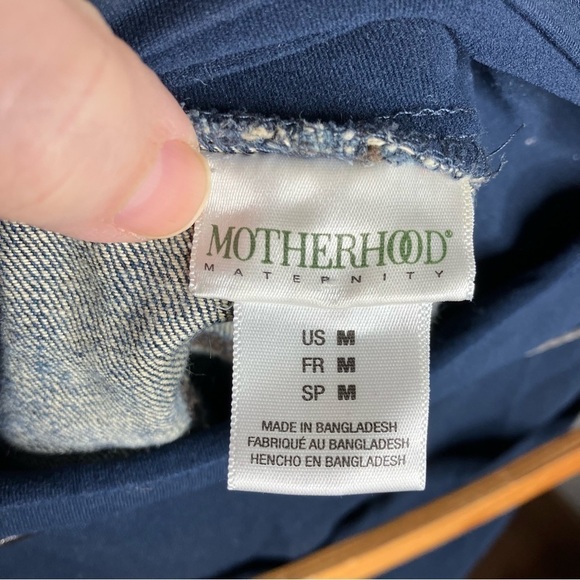 MOTHERHOOD®
MATERNITY
US M
FR M
SP M
MADE IN BANGLADESH
FABRIQUÉ AU BANGLADESH
HENCHO EN BANGLADESH